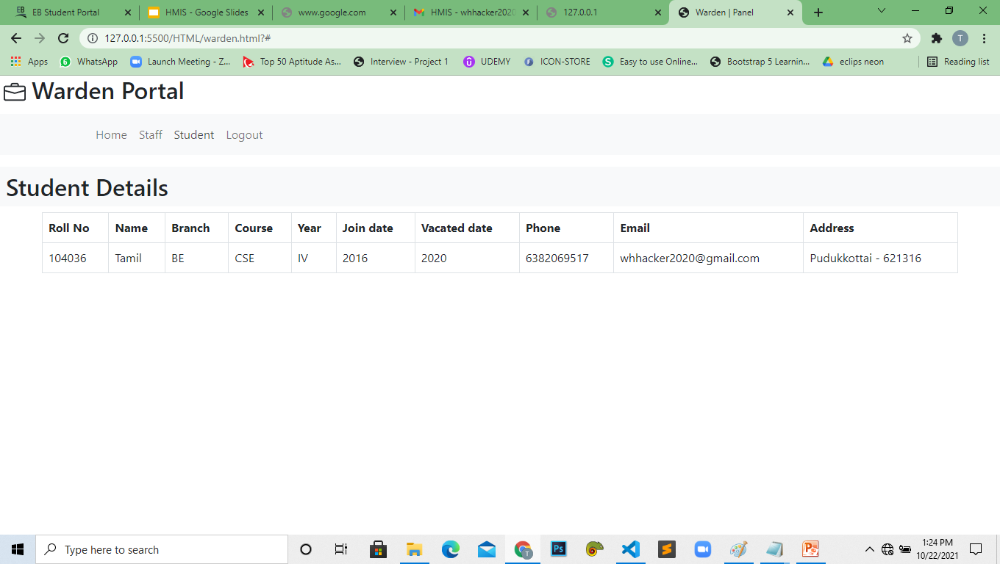 EB Student Portal
HMIS - Google Slides
www.google.com
HMIS - whhacker2020
127.0.0.1
Warden | Panel
127.0.0.1:5500/HTML/warden.html?#
T
Apps
6 WhatsApp
Launch Meeting - Z...
Top 50 Aptitude As...
Interview - Project 1
UDEMY
ICON-STORE
Easy to use Online...
Bootstrap 5 Learnin...
eclips neon
Reading list
Warden Portal
Home Staff Student Logout
Student Details
Roll No Name Branch Course Year Join date Vacated date Phone Email Address
104036 Tamil BE CSE IV 2016 2020 6382069517 whhacker2020@gmail.com Pudukkottai - 621316
Type here to search
Ps
1:24 PM
10/22/2021